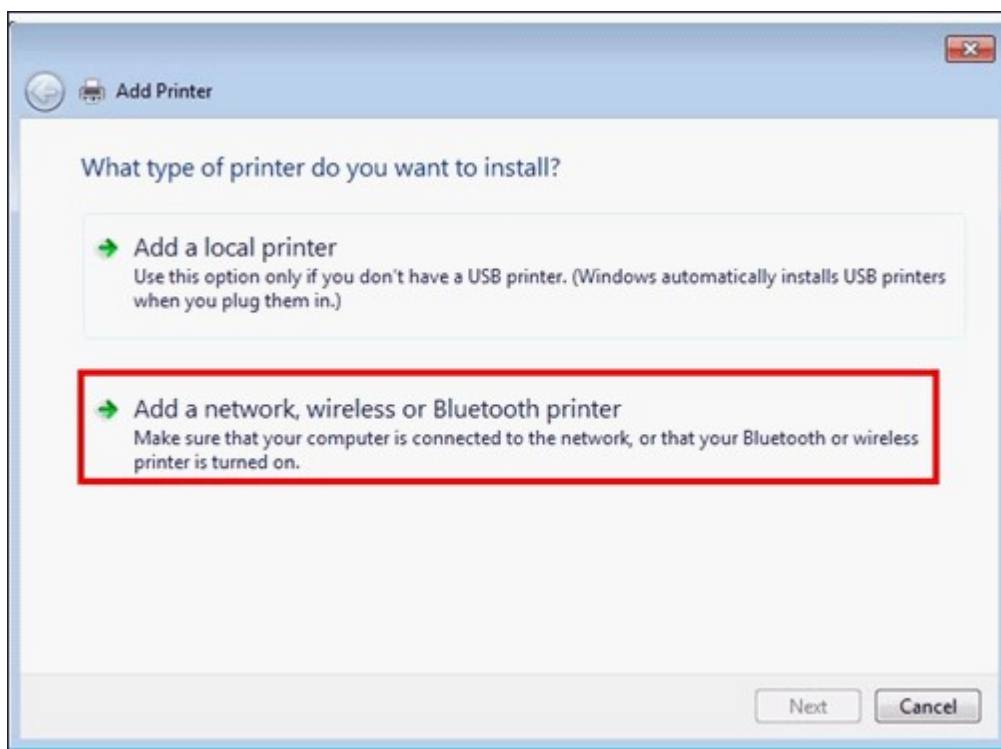 Add Printer
What type of printer do you want to install?
Add a local printer
Use this option only if you don't have a USB printer. (Windows automatically installs USB printers
when you plug them in.)
Add a network, wireless or Bluetooth printer
Make sure that your computer is connected to the network, or that your Bluetooth or wireless
printer is turned on.
Next
Cancel